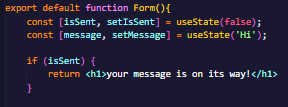 export default function Form(){
    const [isSent, setIsSent] = useState(false);
    const [message, setMessage] = useState('Hi');

    if (isSent) {
        return <h1>your message is on its way!</h1>
    }